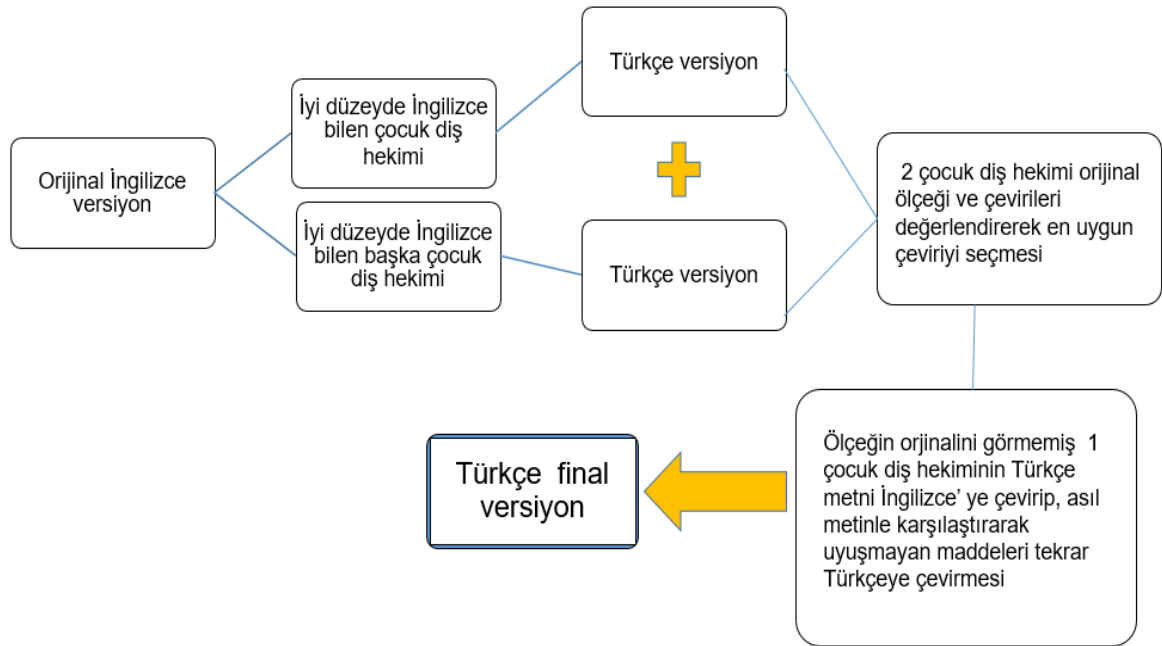 Orijinal İngilizce
versiyon
İyi düzeyde İngilizce
bilen çocuk diş
hekimi
İyi düzeyde İngilizce
bilen başka çocuk
diş hekimi
Türkçe versiyon
Türkçe versiyon
2 çocuk diş hekimi orijinal
ölçeği ve çevirileri
değerlendirerek en uygun
çeviriyi seçmesi
Ölçeğin orjinalini görmemiş 1
çocuk diş hekiminin Türkçe
metni İngilizce' ye çevirip, asıl
metinle karşılaştırarak
uyuşmayan maddeleri tekrar
Türkçeye çevirmesi
Türkçe final
versiyon